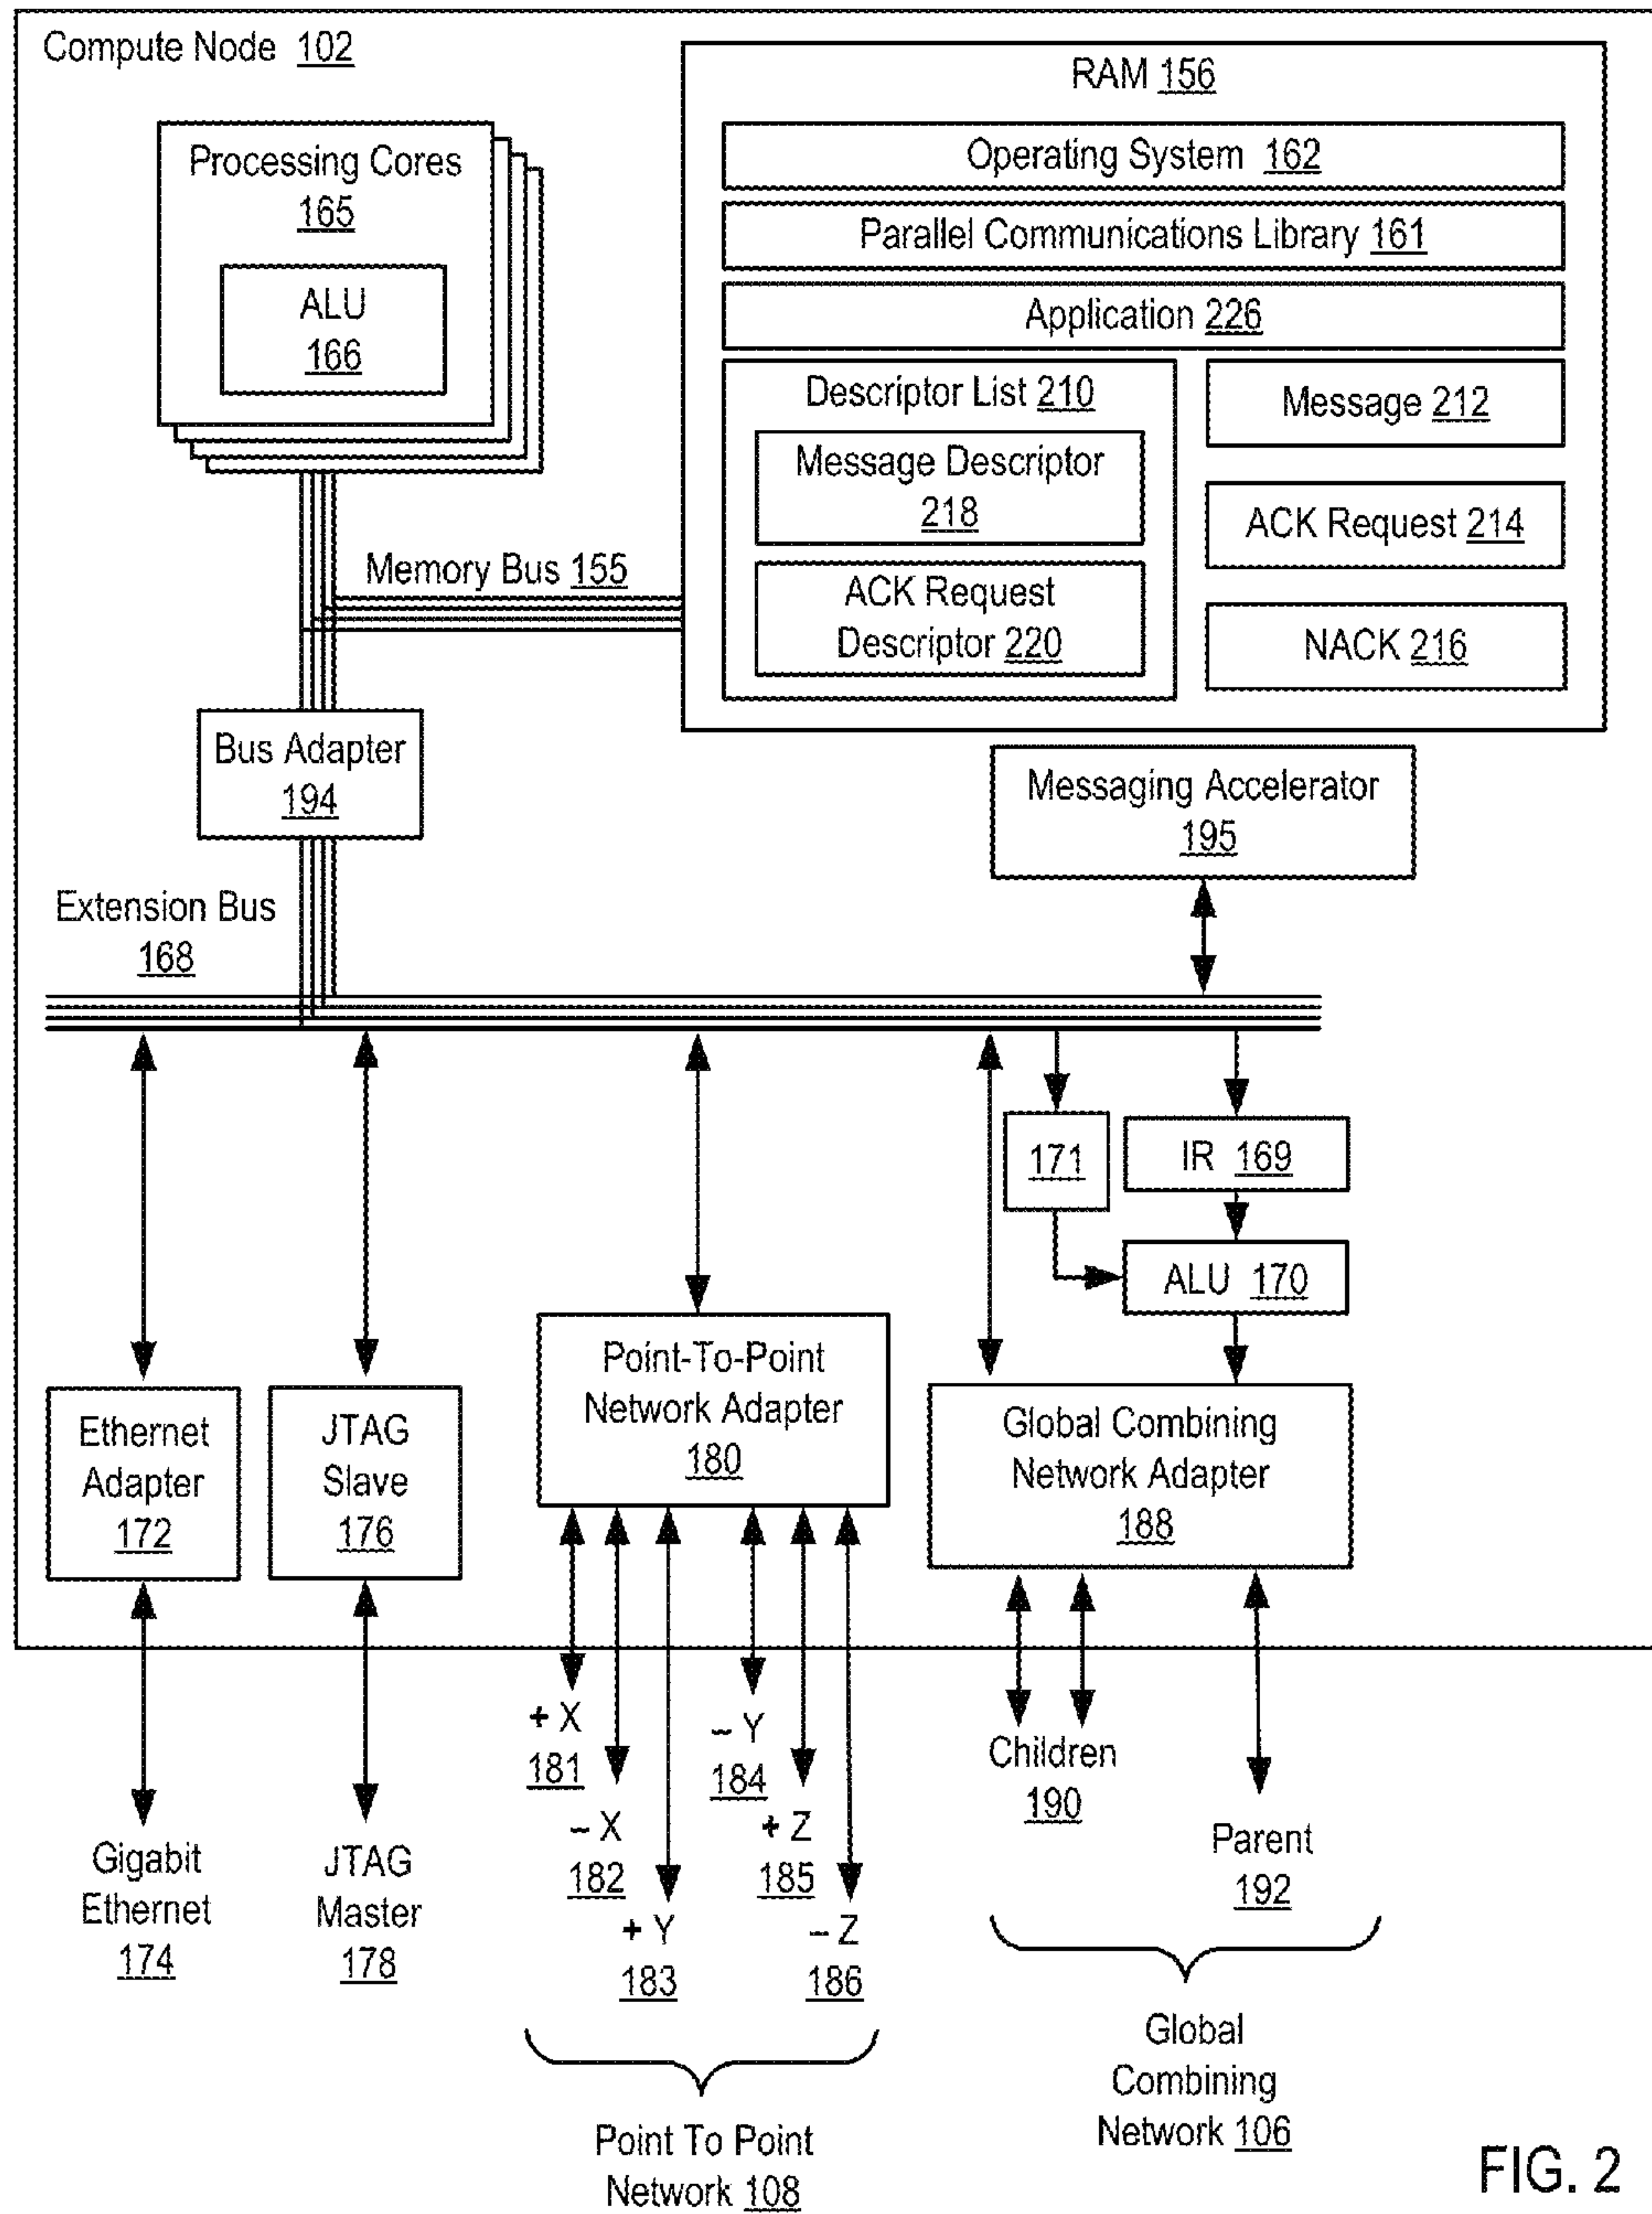 Compute Node 102
RAM 156
Processing Cores
165
ALU
166
Operating System 162
Parallel Communications Library 161
Application 226
Descriptor List 210
Message Descriptor
218
ACK Request
Descriptor 220
Message 212
ACK Request 214
NACK 216
Memory Bus 155
Bus Adapter
194
Messaging Accelerator
195
Extension Bus
168
171
IR 169
ALU 170
Ethernet
Adapter
172
JTAG
Slave
176
Point-To-Point
Network Adapter
180
Global Combining
Network Adapter
188
+ X
181
– X
182
+ Y
183
– Y
184
+ Z
185
– Z
186
Children
190
Parent
192
Gigabit
Ethernet
174
JTAG
Master
178
Point To Point
Network 108
Global
Combining
Network 106
FIG. 2